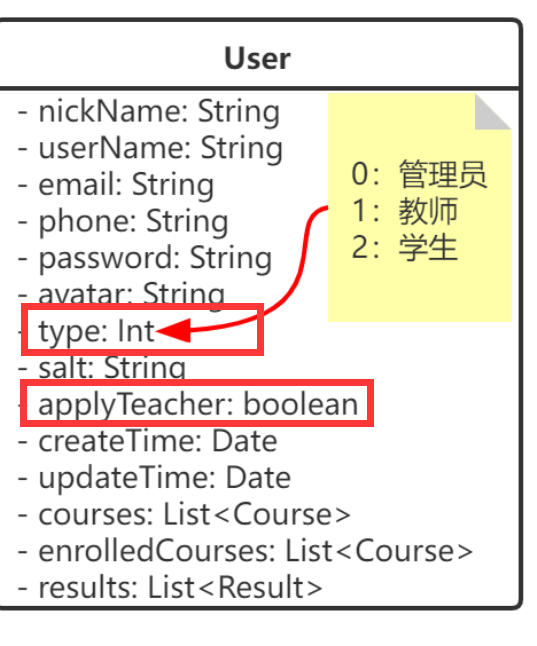 User
- nickName: String
- userName: String
- email: String
- phone: String
- password: String
- avatar: String
- type: Int
- salt: String
- applyTeacher: boolean
- createTime: Date
- updateTime: Date
- courses: List<Course>
- enrolledCourses: List<Course>
- results: List<Result>
0：管理员
1：教师
2：学生